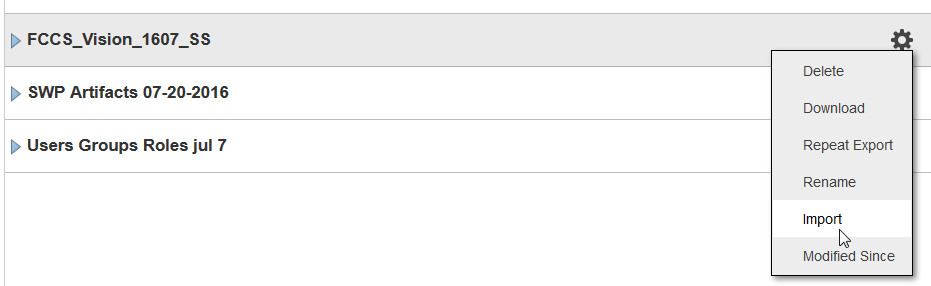 FCCS_Vision_1607_SS
Delete
SWP Artifacts 07-20-2016
Download
Users Groups Roles jul 7
Repeat Export
Rename
Import
Modified Since